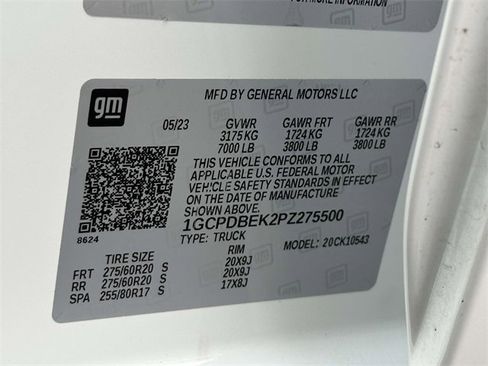 FOR MORE INFORMATION
gm
MFD BY GENERAL MOTORS LLC
05/23 GVWR GAWR FRT GAWR RR
3175 KG 1724 KG 1724 KG
7000 LB 3800 LB 3800 LB
THIS VEHICLE CONFORMS TO ALL
APPLICABLE U.S. FEDERAL MOTOR
VEHICLE SAFETY STANDARDS IN EFFECT
ON THE DATE OF MANUFACTURE
SHOWN ABOVE.
1GCPDBEK2PZ275500
TYPE: TRUCK MODEL: 20CK10543
8624
TIRE SIZE RIM
FRT 275/60R20 S 20X9J
RR 275/60R20 S 20X9J
SPA 255/80R17 S 17X8J